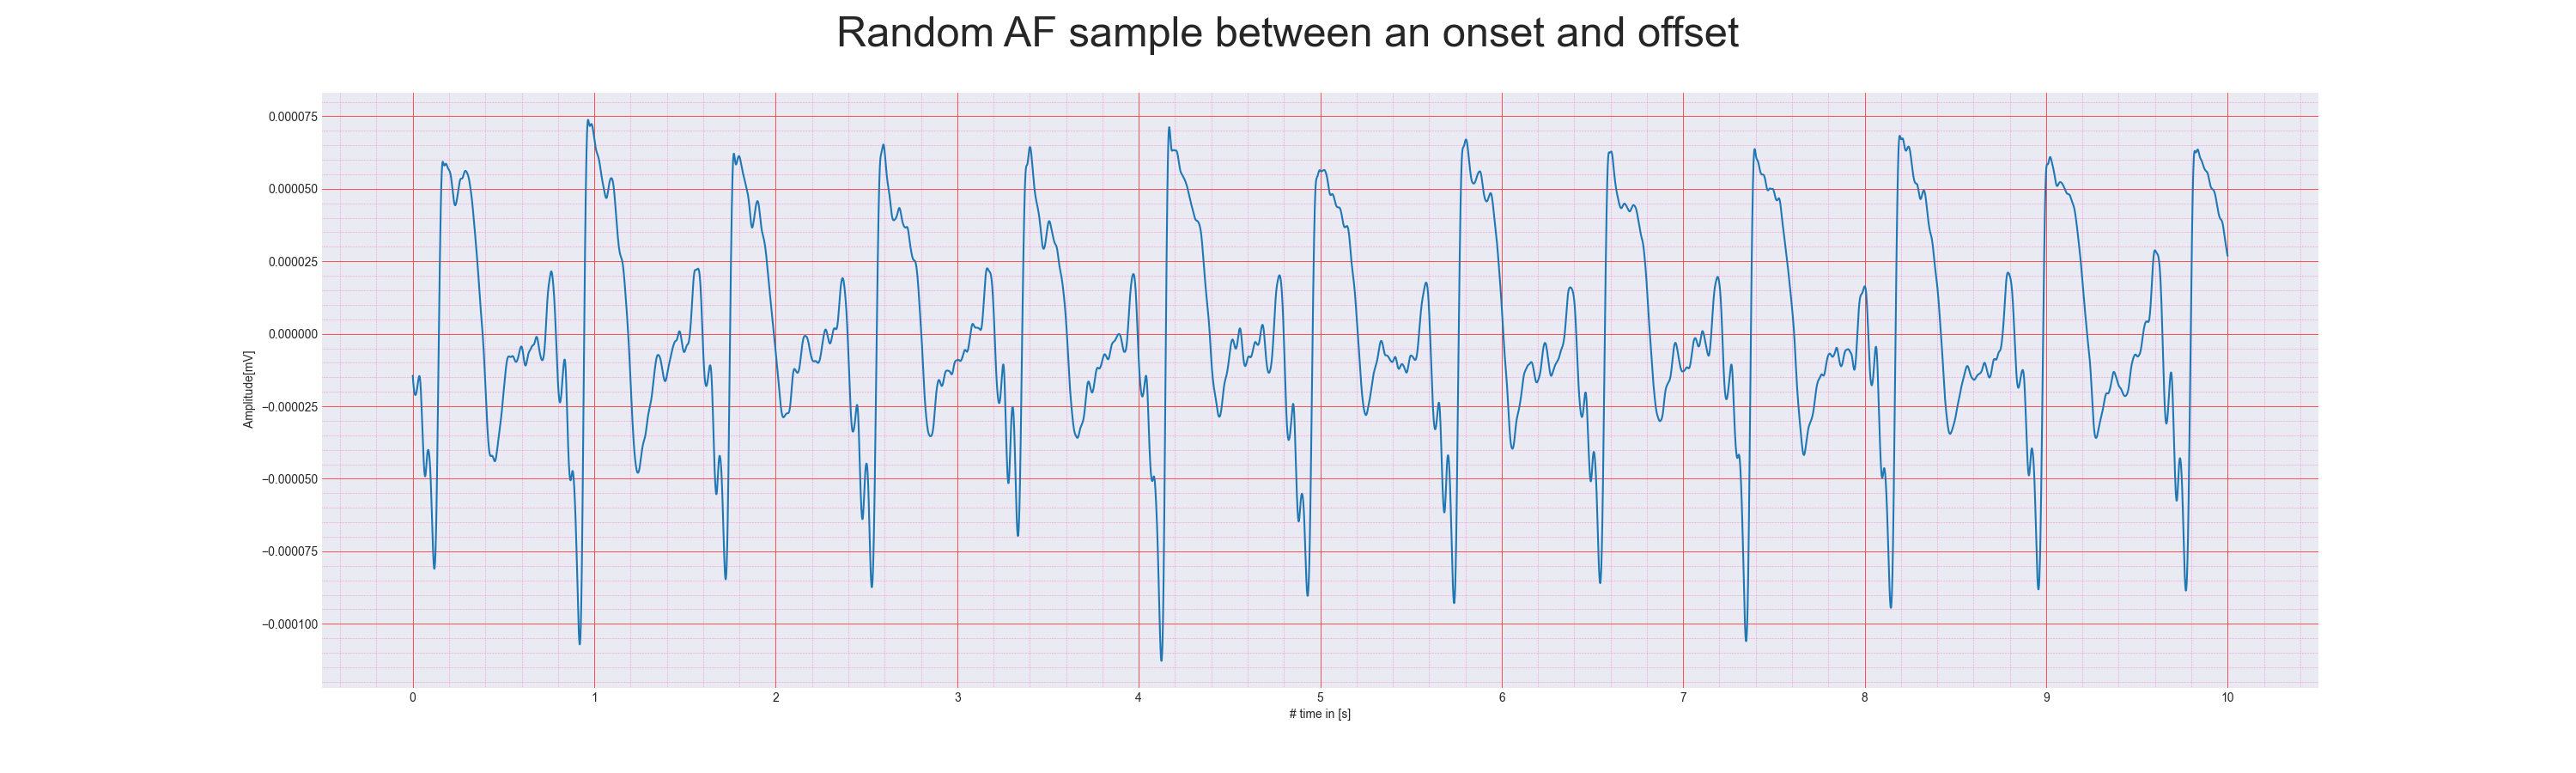 Random AF sample between an onset and offset
0.000075
0.000050
0.000025
0.000000
−0.000025
−0.000050
−0.000075
−0.000100
Amplitude[mV]
0 1 2 3 4 5 6 7 8 9 10
# time in [s]